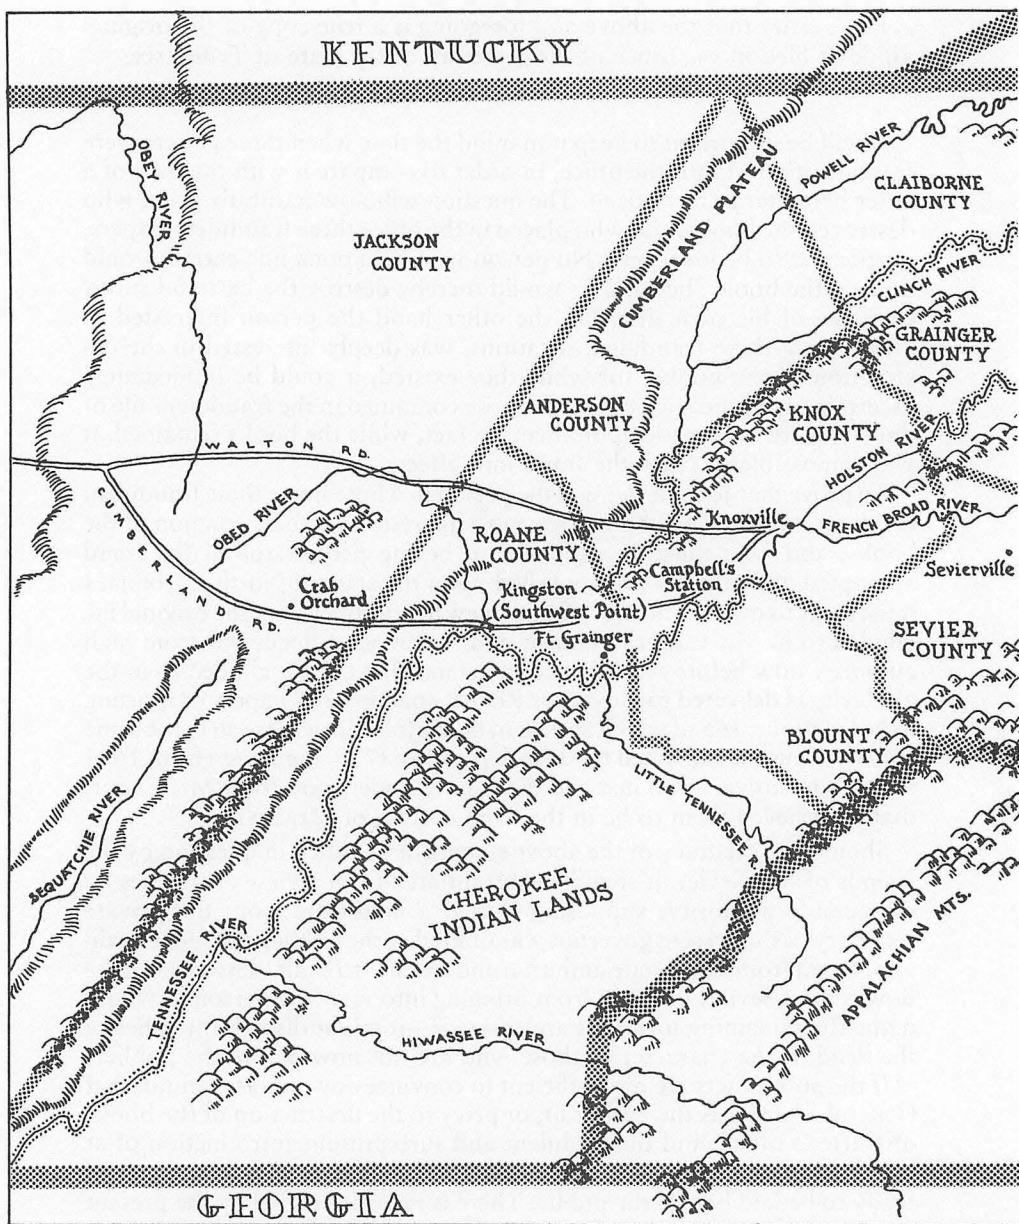 KENTUCKY
OBEY
RIVER
JACKSON
COUNTY
CUMBERLAND PLATEAU
POWELL RIVER
CLAIBORNE
COUNTY
CLINCH RIVER
GRAINGER
COUNTY
ANDERSON
COUNTY
KNOX
COUNTY
HOLSTON RIVER
WALTON RD.
CUMBERLAND RD.
OBED RIVER
Crab
Orchard
ROANE
COUNTY
Knoxville
FRENCH BROAD RIVER
Campbell's
Station
Sevierville
Kingston
(Southwest Point)
Ft. Grainger
SEVIER
COUNTY
BLOUNT
COUNTY
LITTLE TENNESSEE R.
SEQUATCHE RIVER
CHEROKEE
INDIAN LANDS
TENNESSEE RIVER
HIWASSEE RIVER
APPALACHIAN MTS.
GEORGIA